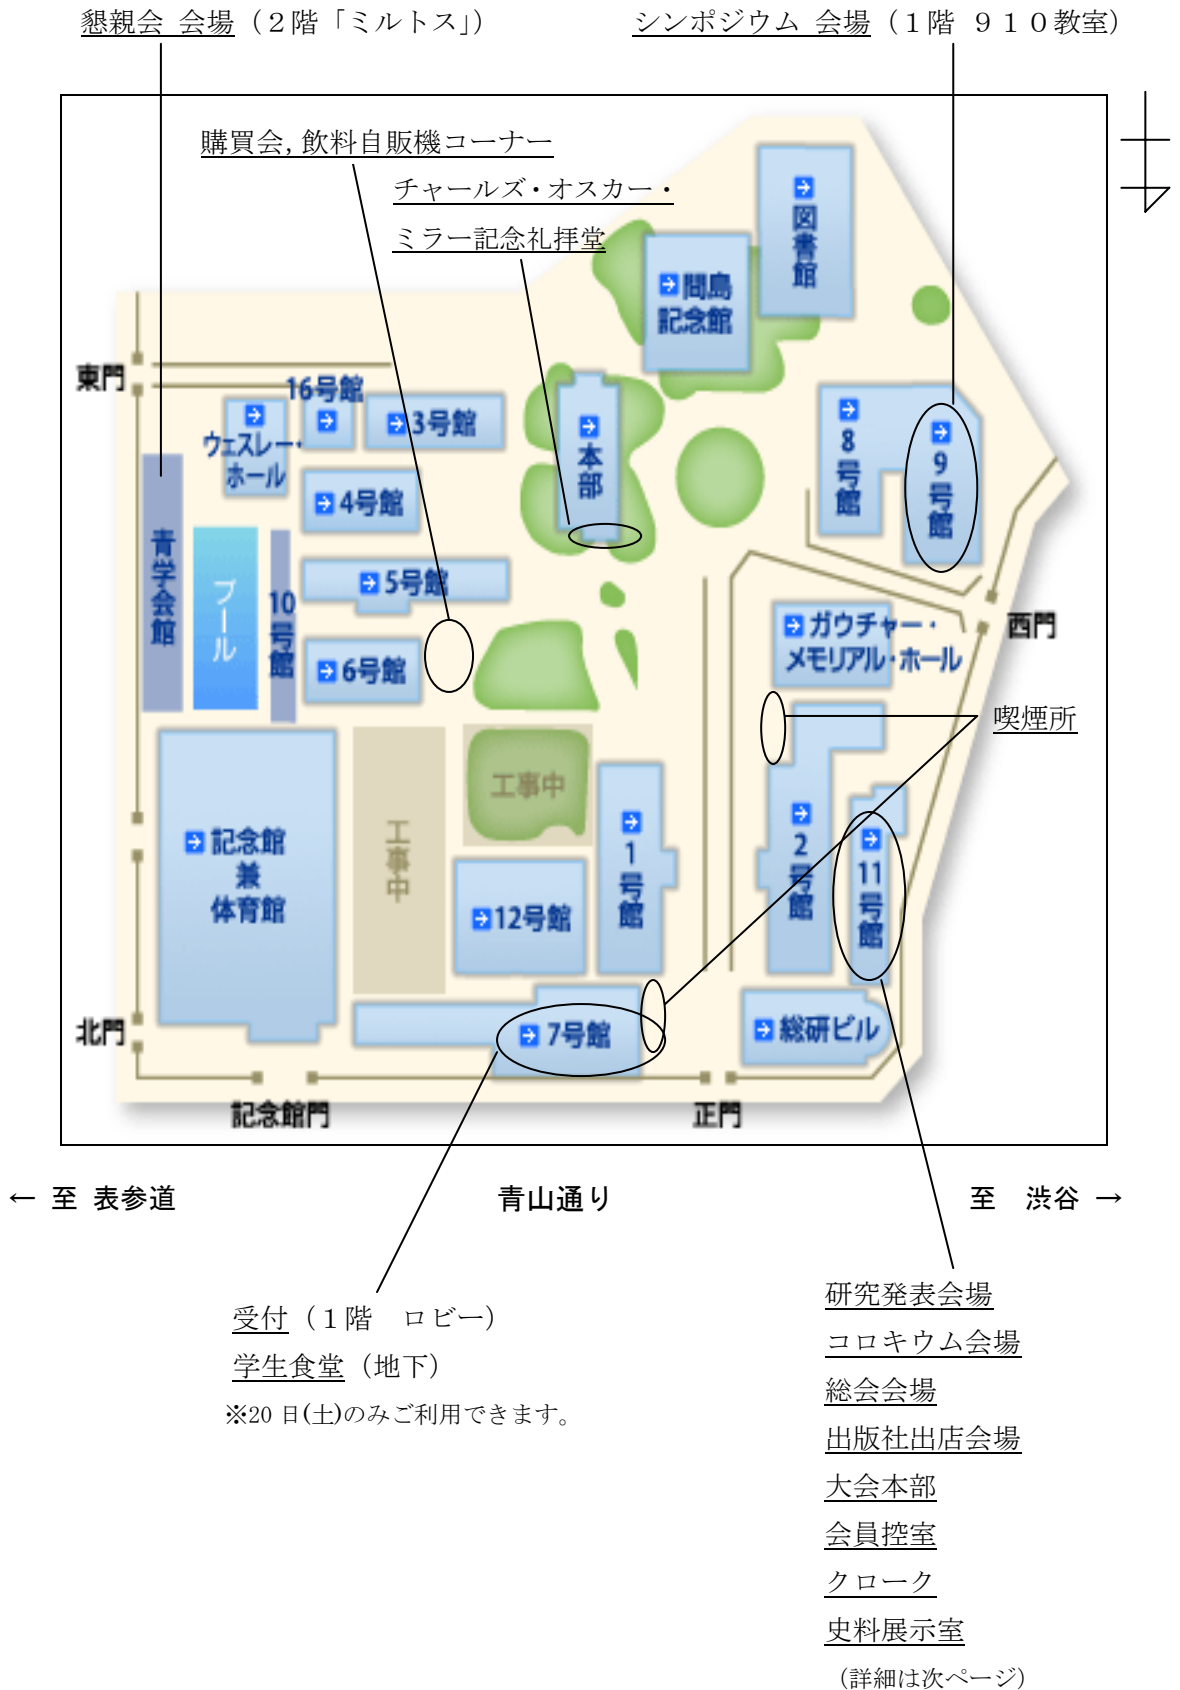 懇親会 会場（２階「ミルトス」）
シンポジウム 会場（１階 ９１０教室）
購買会,飲料自販機コーナー
チャールズ・オスカー・
ミラー記念礼拝堂
図書館
間島
記念館
東門
16号館
3号館
ウェスレー・
ホール
本部
8号館
9号館
4号館
青学会館
プール
10号館
5号館
6号館
ガウチャー・
メモリアル・ホール
西門
喫煙所
工事中
工事中
記念館
兼
体育館
1号館
2号館
11号館
12号館
北門
7号館
総研ビル
記念館門
正門
← 至 表参道
青山通り
至 渋谷 →
受付（１階 ロビー）
学生食堂（地下）
※20 日(土)のみご利用できます。
研究発表会場
コロキウム会場
総会会場
出版社出店会場
大会本部
会員控室
クローク
史料展示室
（詳細は次ページ）